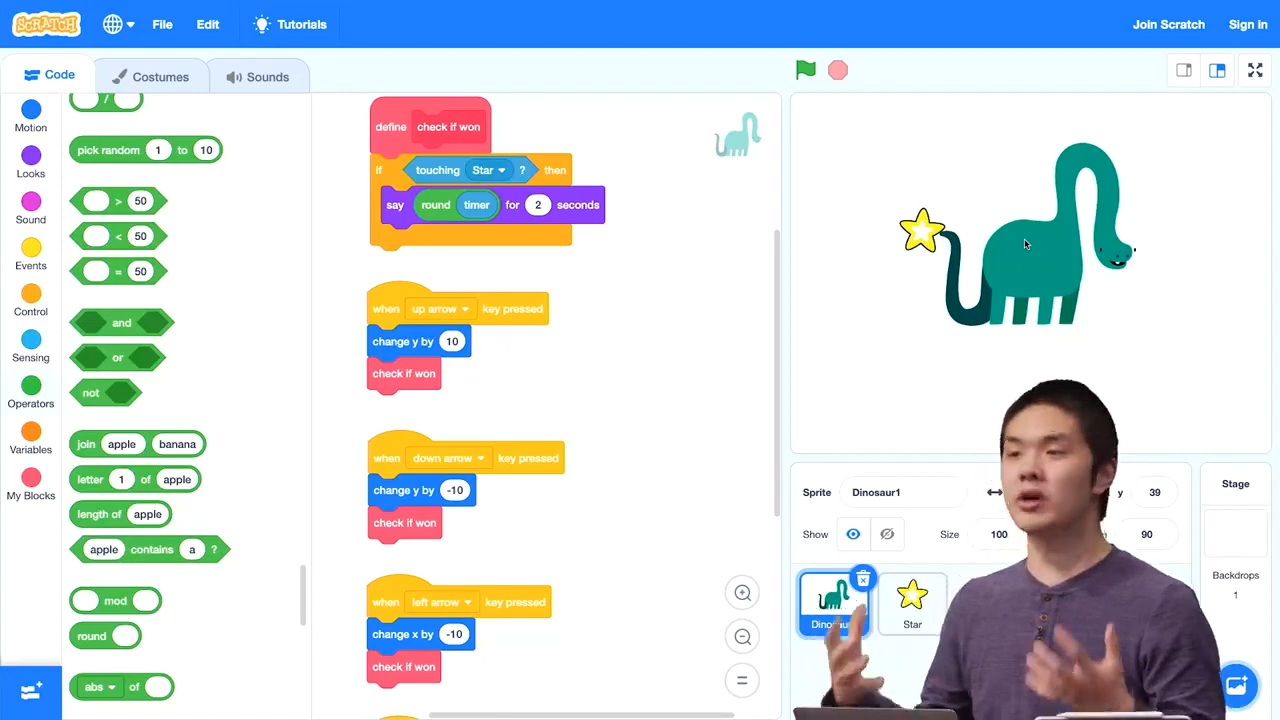 SCRATCH File Edit Tutorials Join Scratch Sign in
Code Costumes Sounds
Motion
Looks
Sound
Events
Control
Sensing
Operators
Variables
My Blocks
/
pick random 1 to 10
> 50
< 50
= 50
and
or
not
join apple banana
letter 1 of apple
length of apple
apple contains a ?
mod
round
abs of
define check if won
if touching Star ? then
say round timer for 2 seconds
when up arrow key pressed
change y by 10
check if won
when down arrow key pressed
change y by -10
check if won
when left arrow key pressed
change x by -10
check if won
Sprite Dinosaur1 y 39
Show Size 100 90
Star
Stage
Backdrops
1